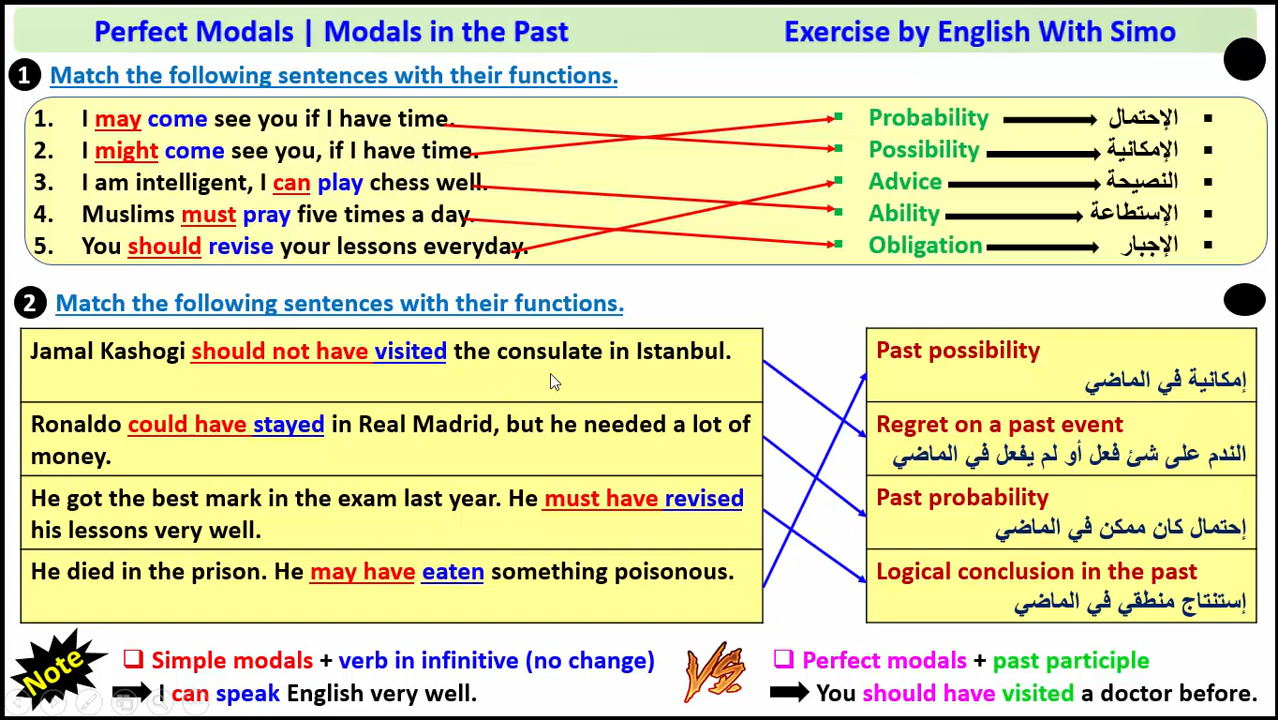 Perfect Modals | Modals in the Past
Exercise by English With Simo
1 Match the following sentences with their functions.
1. I may come see you if I have time.
2. I might come see you, if I have time.
3. I am intelligent, I can play chess well.
4. Muslims must pray five times a day.
5. You should revise your lessons everyday.
Probability الإحتمال
Possibility الإمكانية
Advice النصيحة
Ability الإستطاعة
Obligation الإجبار
2 Match the following sentences with their functions.
Jamal Kashogi should not have visited the consulate in Istanbul.
Ronaldo could have stayed in Real Madrid, but he needed a lot of
money.
He got the best mark in the exam last year. He must have revised
his lessons very well.
He died in the prison. He may have eaten something poisonous.
Past possibility
إمكانية في الماضي
Regret on a past event
الندم على شئ فعل أو لم يفعل في الماضي
Past probability
إحتمال كان ممكن في الماضي
Logical conclusion in the past
إستنتاج منطقي في الماضي
Note
Simple modals + verb in infinitive (no change)
I can speak English very well.
VS
Perfect modals + past participle
You should have visited a doctor before.